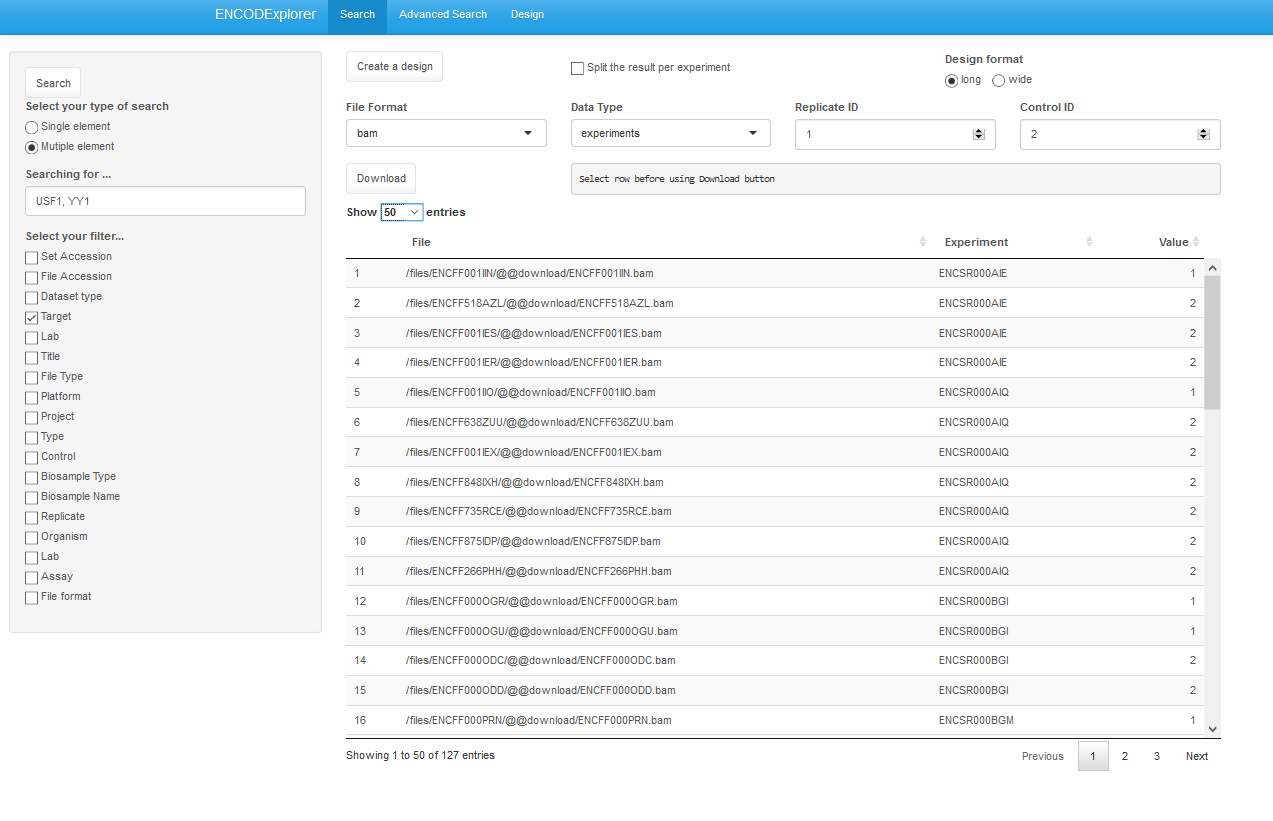 ENCODExplorer Search Advanced Search Design
Search
Select your type of search
Single element
Mutiple element
Searching for ...
USF1, YY1
Select your filter...
Set Accession
File Accession
Dataset type
Target
Lab
Title
File Type
Platform
Project
Type
Control
Biosample Type
Biosample Name
Replicate
Organism
Lab
Assay
File format
Create a design
Split the result per experiment
Design format
long wide
File Format Data Type Replicate ID Control ID
bam experiments 1 2
Download Select row before using Download button
Show 50 entries
File Experiment Value
1 /files/ENCFF001IIN/@@download/ENCFF001IIN.bam ENCSR000AIE 1
2 /files/ENCFF518AZL/@@download/ENCFF518AZL.bam ENCSR000AIE 2
3 /files/ENCFF001IES/@@download/ENCFF001IES.bam ENCSR000AIE 2
4 /files/ENCFF001IER/@@download/ENCFF001IER.bam ENCSR000AIE 2
5 /files/ENCFF001IIO/@@download/ENCFF001IIO.bam ENCSR000AIQ 1
6 /files/ENCFF638ZUU/@@download/ENCFF638ZUU.bam ENCSR000AIQ 2
7 /files/ENCFF001IEX/@@download/ENCFF001IEX.bam ENCSR000AIQ 2
8 /files/ENCFF848IXH/@@download/ENCFF848IXH.bam ENCSR000AIQ 2
9 /files/ENCFF735RCE/@@download/ENCFF735RCE.bam ENCSR000AIQ 2
10 /files/ENCFF875IDP/@@download/ENCFF875IDP.bam ENCSR000AIQ 2
11 /files/ENCFF266PHH/@@download/ENCFF266PHH.bam ENCSR000AIQ 2
12 /files/ENCFF000OGR/@@download/ENCFF000OGR.bam ENCSR000BGI 1
13 /files/ENCFF000OGU/@@download/ENCFF000OGU.bam ENCSR000BGI 1
14 /files/ENCFF000ODC/@@download/ENCFF000ODC.bam ENCSR000BGI 2
15 /files/ENCFF000ODD/@@download/ENCFF000ODD.bam ENCSR000BGI 2
16 /files/ENCFF000PRN/@@download/ENCFF000PRN.bam ENCSR000BGM 1
Showing 1 to 50 of 127 entries Previous 1 2 3 Next